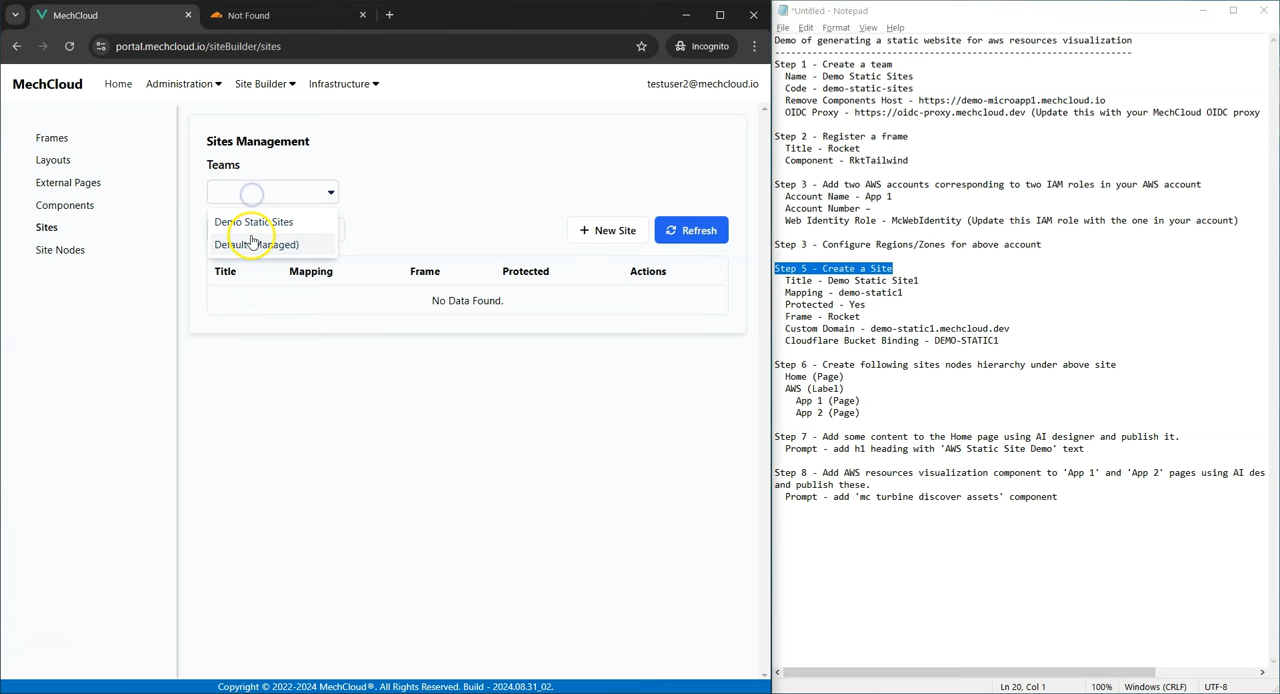 MechCloud
Not Found
portal.mechcloud.io/siteBuilder/sites
Incognito
MechCloud
Home
Administration
Site Builder
Infrastructure
testuser2@mechcloud.io
Frames
Layouts
External Pages
Components
Sites
Site Nodes
Sites Management
Teams
Demo Static Sites
Default (Managed)
New Site
Refresh
Title Mapping Frame Protected Actions
No Data Found.
Copyright © 2022-2024 MechCloud®. All Rights Reserved. Build - 2024.08.31_02.
*Untitled - Notepad
File Edit Format View Help
Demo of generating a static website for aws resources visualization
-------------------------------------------------------------------
Step 1 - Create a team
Name - Demo Static Sites
Code - demo-static-sites
Remove Components Host - https://demo-microapp1.mechcloud.io
OIDC Proxy - https://oidc-proxy.mechcloud.dev (Update this with your MechCloud OIDC proxy
Step 2 - Register a frame
Title - Rocket
Component - RktTailwind
Step 3 - Add two AWS accounts corresponding to two IAM roles in your AWS account
Account Name - App 1
Account Number –
Web Identity Role - McWebIdentity (Update this IAM role with the one in your account)
Step 3 - Configure Regions/Zones for above account
Step 5 - Create a Site
Title - Demo Static Site1
Mapping - demo-static1
Protected - Yes
Frame - Rocket
Custom Domain - demo-static1.mechcloud.dev
Cloudflare Bucket Binding - DEMO-STATIC1
Step 6 - Create following sites nodes hierarchy under above site
Home (Page)
AWS (Label)
App 1 (Page)
App 2 (Page)
Step 7 - Add some content to the Home page using AI designer and publish it.
Prompt - add h1 heading with 'AWS Static Site Demo' text
Step 8 - Add AWS resources visualization component to 'App 1' and 'App 2' pages using AI des
and publish these.
Prompt - add 'mc turbine discover assets' component
Ln 20, Col 1
100%
Windows (CRLF)
UTF-8